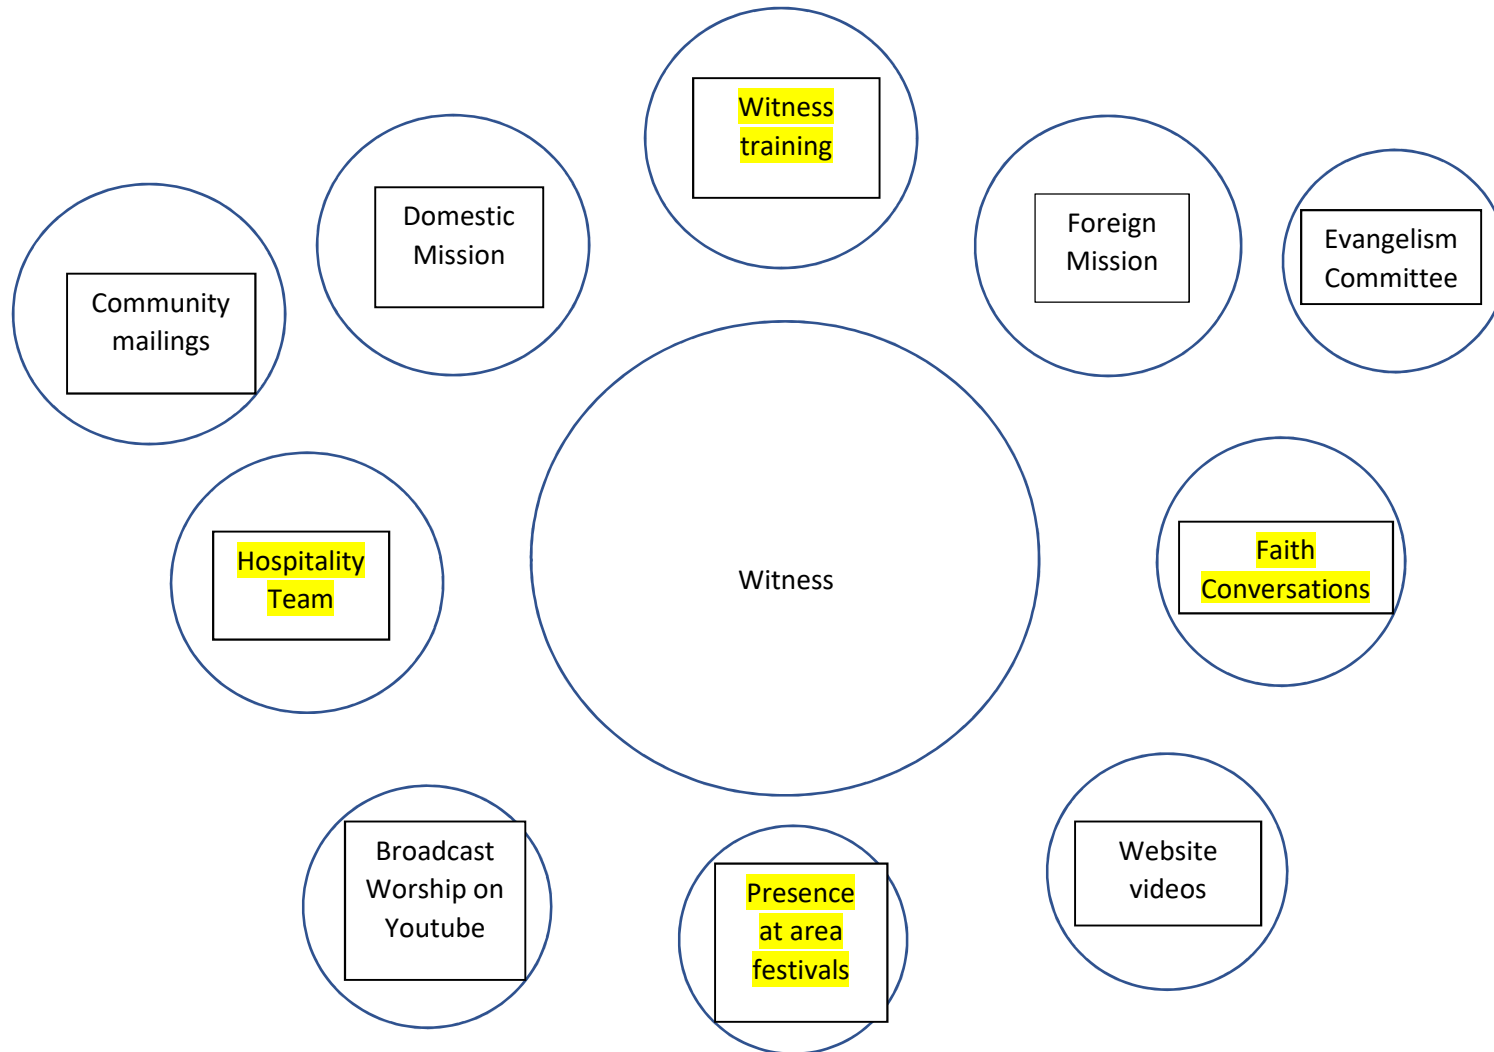 Witness
training
Domestic
Mission
Foreign
Mission
Evangelism
Committee
Community
mailings
Hospitality
Team
Witness
Faith
Conversations
Broadcast
Worship on
Youtube
Presence
at area
festivals
Website
videos